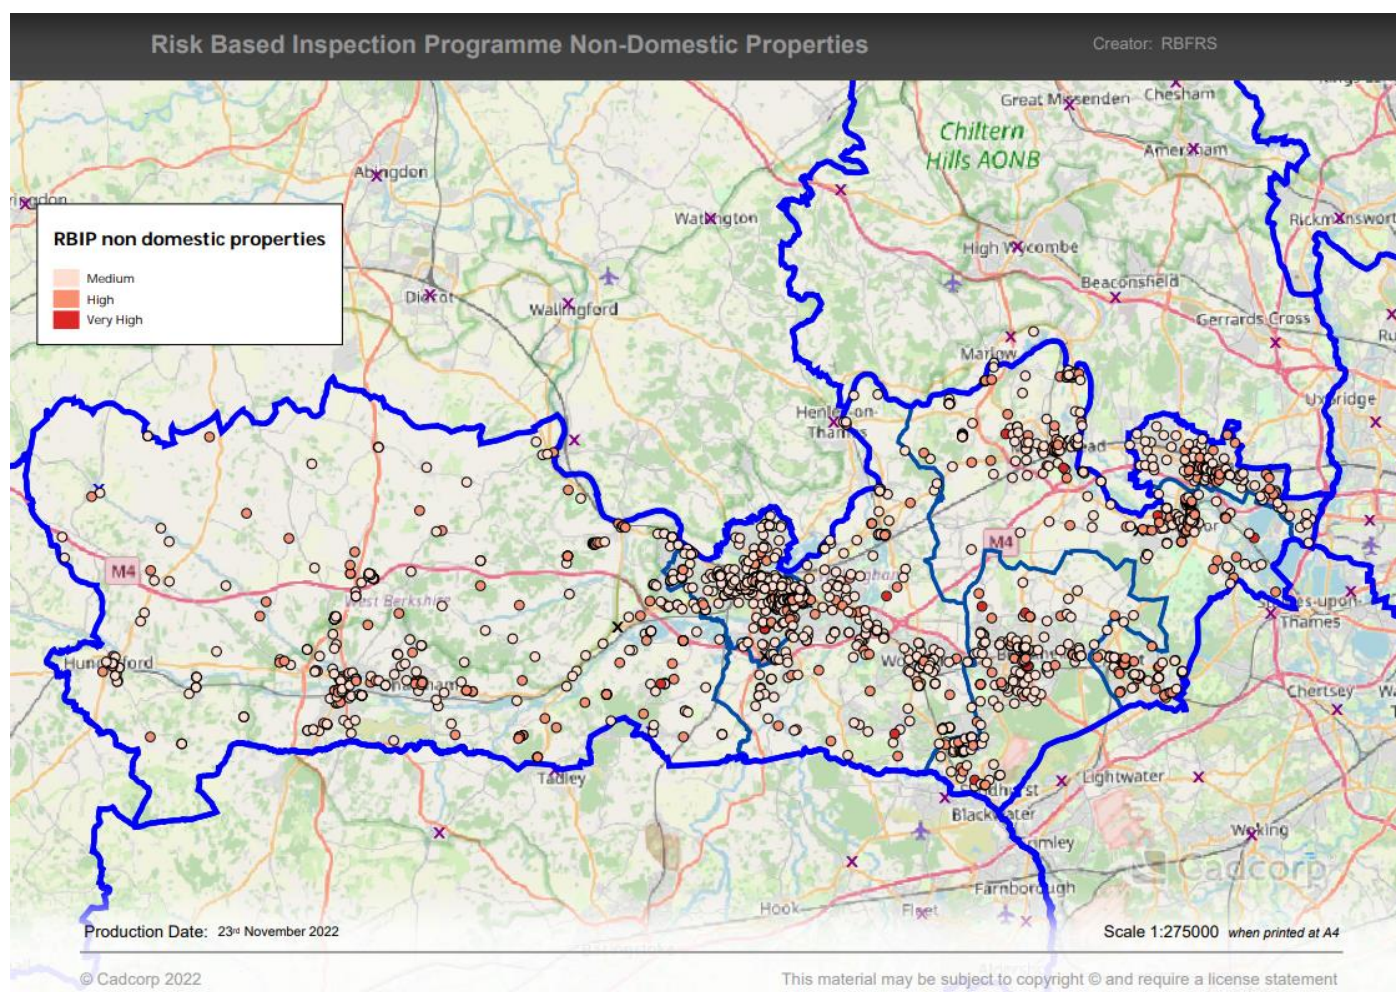 Risk Based Inspection Programme Non-Domestic Properties
Creator: RBFRS
Great Missenden
Chesham
Chiltern
Hills AONB
Amersham
Abingdon
Watlington
Rickmanswort
RBIP non domestic properties
Medium
High
Very High
High Wycombe
Beaconsfield
Didcot
Wallingford
Gerrards Cross
Marlow
Uxbridge
Henley-on-
Thames
M4
M4
West Berkshire
Thames
Hungerford
Chertsey
Tadley
Lightwater
Sandhurst
Blackwater
Woking
Cadcorp
Farnborough
Hook
Fleet
Production Date: 23rd November 2022
Scale 1:275000 when printed at A4
© Cadcorp 2022
This material may be subject to copyright © and require a license statement